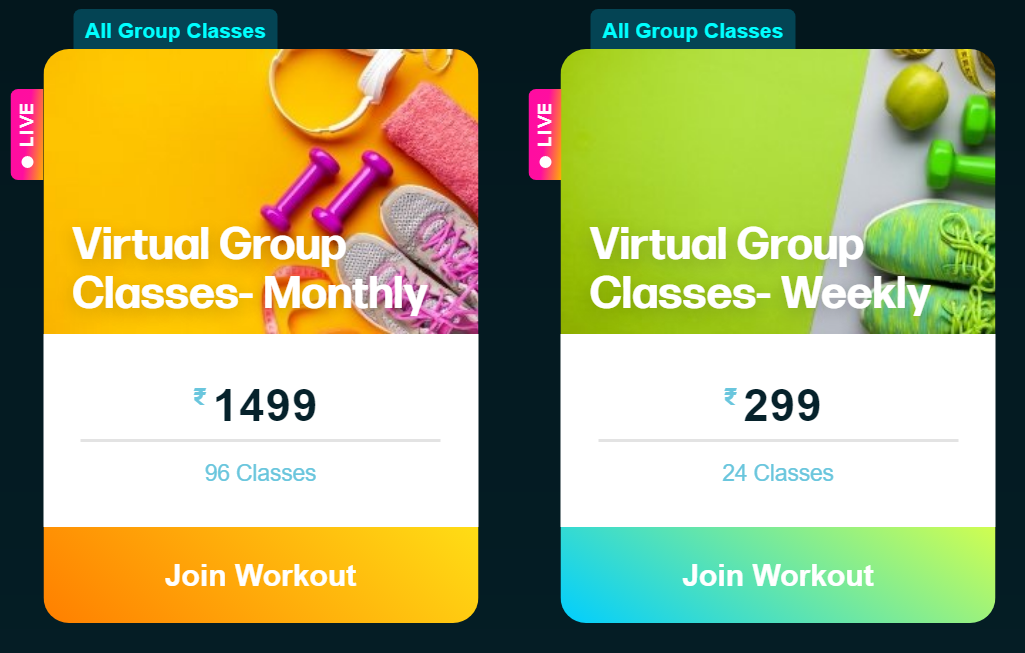 All Group Classes
LIVE
Virtual Group
Classes- Monthly
₹ 1499
96 Classes
Join Workout
All Group Classes
LIVE
Virtual Group
Classes- Weekly
₹ 299
24 Classes
Join Workout